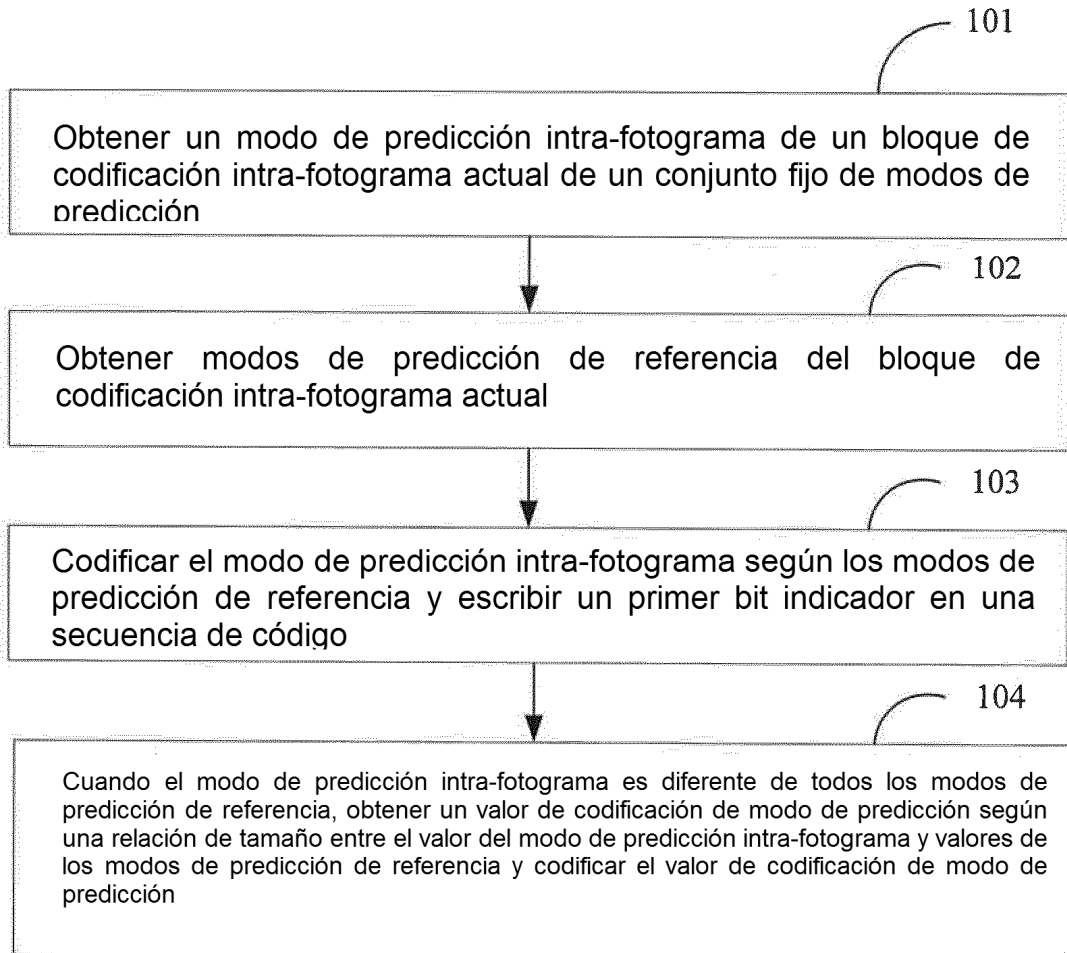 101
Obtener un modo de predicción intra-fotograma de un bloque de
codificación intra-fotograma actual de un conjunto fijo de modos de
predicción
102
Obtener modos de predicción de referencia del bloque de
codificación intra-fotograma actual
103
Codificar el modo de predicción intra-fotograma según los modos de
predicción de referencia y escribir un primer bit indicador en una
secuencia de código
104
Cuando el modo de predicción intra-fotograma es diferente de todos los modos de
predicción de referencia, obtener un valor de codificación de modo de predicción según
una relación de tamaño entre el valor del modo de predicción intra-fotograma y valores de
los modos de predicción de referencia y codificar el valor de codificación de modo de
predicción